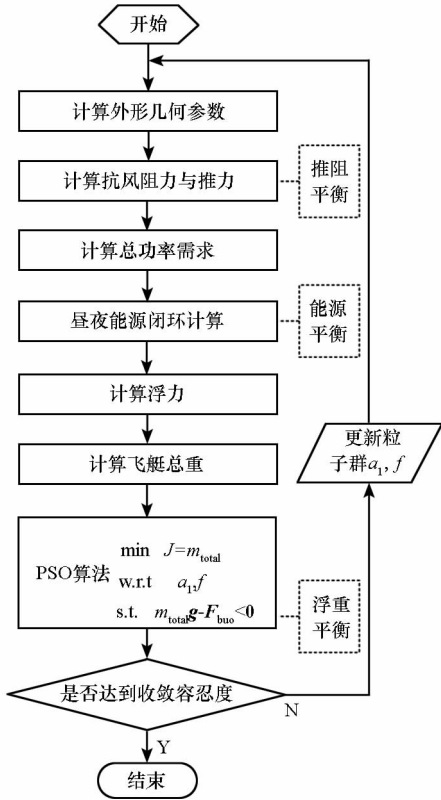 开始
计算外形几何参数
计算抗风阻力与推力
推阻
平衡
计算总功率需求
昼夜能源闭环计算
能源
平衡
计算浮力
计算飞艇总重
更新粒
子群a₁, f
PSO算法
min J=m_total
w.r.t a₁, f
s.t. m_total g-F_buo<0
浮重
平衡
是否达到收敛容忍度
N
Y
结束